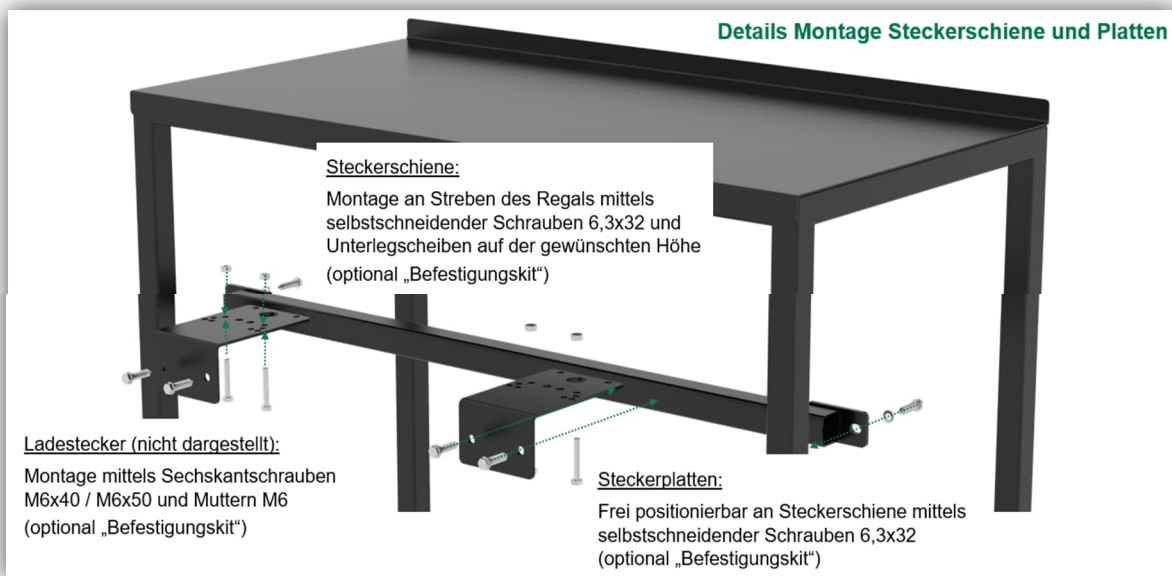 Details Montage Steckerschiene und Platten
Steckerschiene:
Montage an Streben des Regals mittels
selbstschneidender Schrauben 6,3x32 und
Unterlegscheiben auf der gewünschten Höhe
(optional „Befestigungskit“)
Ladestecker (nicht dargestellt):
Montage mittels Sechskantschrauben
M6x40 / M6x50 und Muttern M6
(optional „Befestigungskit“)
Steckerplatten:
Frei positionierbar an Steckerschiene mittels
selbstschneidender Schrauben 6,3x32
(optional „Befestigungskit“)